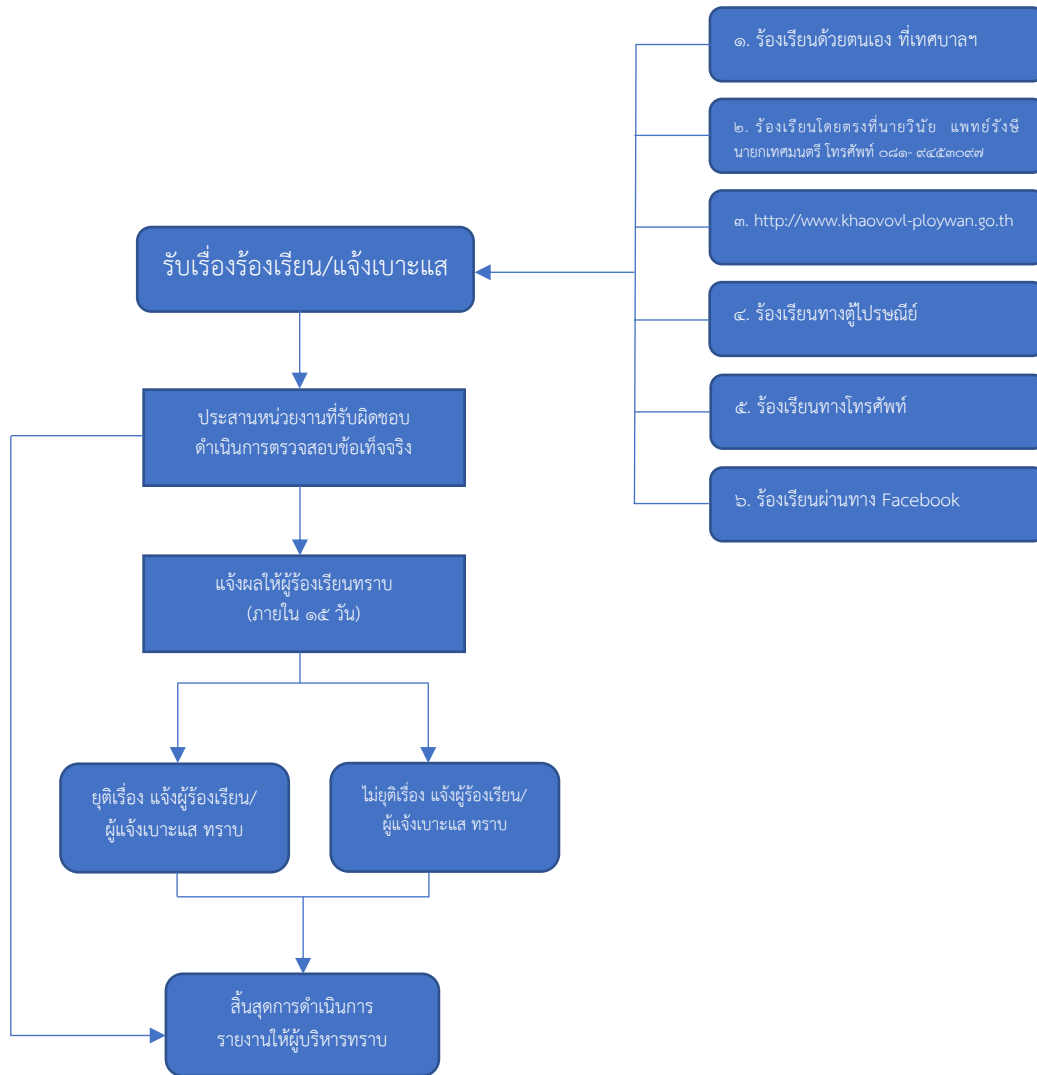 ๑. ร้องเรียนด้วยตนเอง ที่เทศบาลฯ
๒. ร้องเรียนโดยตรงที่นายวินัย แพทย์รังษี
นายกเทศมนตรี โทรศัพท์ ๐๘๑- ๙๔๕๓๐๙๗
๓. http://www.khaovovl-ploywan.go.th
๔. ร้องเรียนทางตู้ไปรษณีย์
๕. ร้องเรียนทางโทรศัพท์
๖. ร้องเรียนผ่านทาง Facebook
รับเรื่องร้องเรียน/แจ้งเบาะแส
ประสานหน่วยงานที่รับผิดชอบ
ดำเนินการตรวจสอบข้อเท็จจริง
แจ้งผลให้ผู้ร้องเรียนทราบ
(ภายใน ๑๕ วัน)
ยุติเรื่อง แจ้งผู้ร้องเรียน/
ผู้แจ้งเบาะแส ทราบ
ไม่ยุติเรื่อง แจ้งผู้ร้องเรียน/
ผู้แจ้งเบาะแส ทราบ
สิ้นสุดการดำเนินการ
รายงานให้ผู้บริหารทราบ